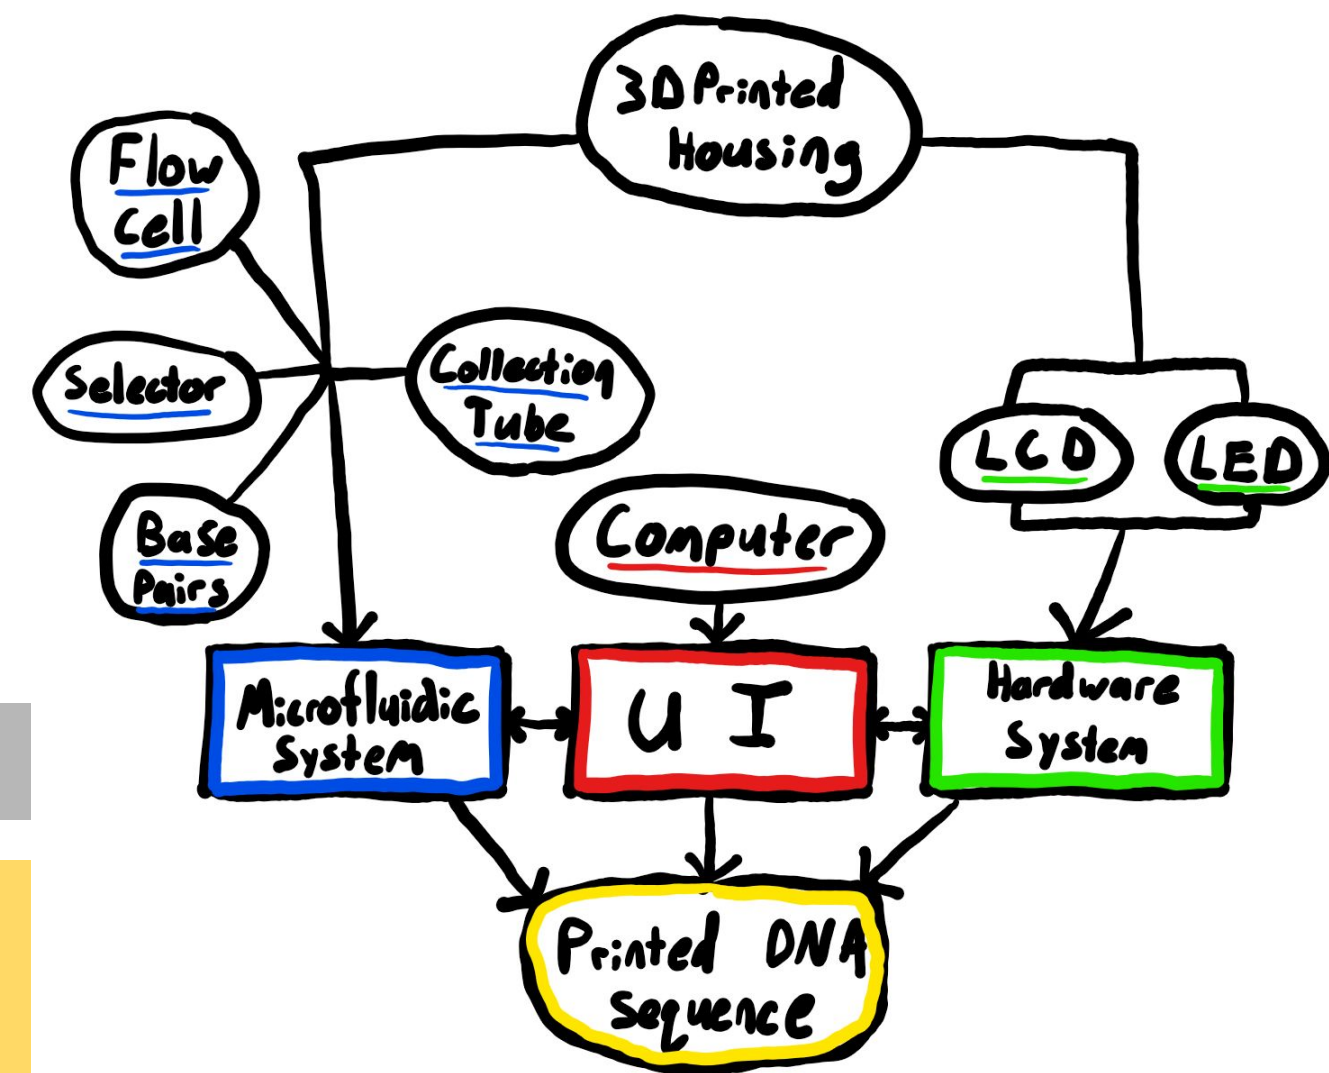 3D Printed
Housing
Flow
Cell
Selector
Collection
Tube
Base
Pairs
LCD
LED
Computer
Microfluidic
System
UI
Hardware
System
Printed DNA
Sequence